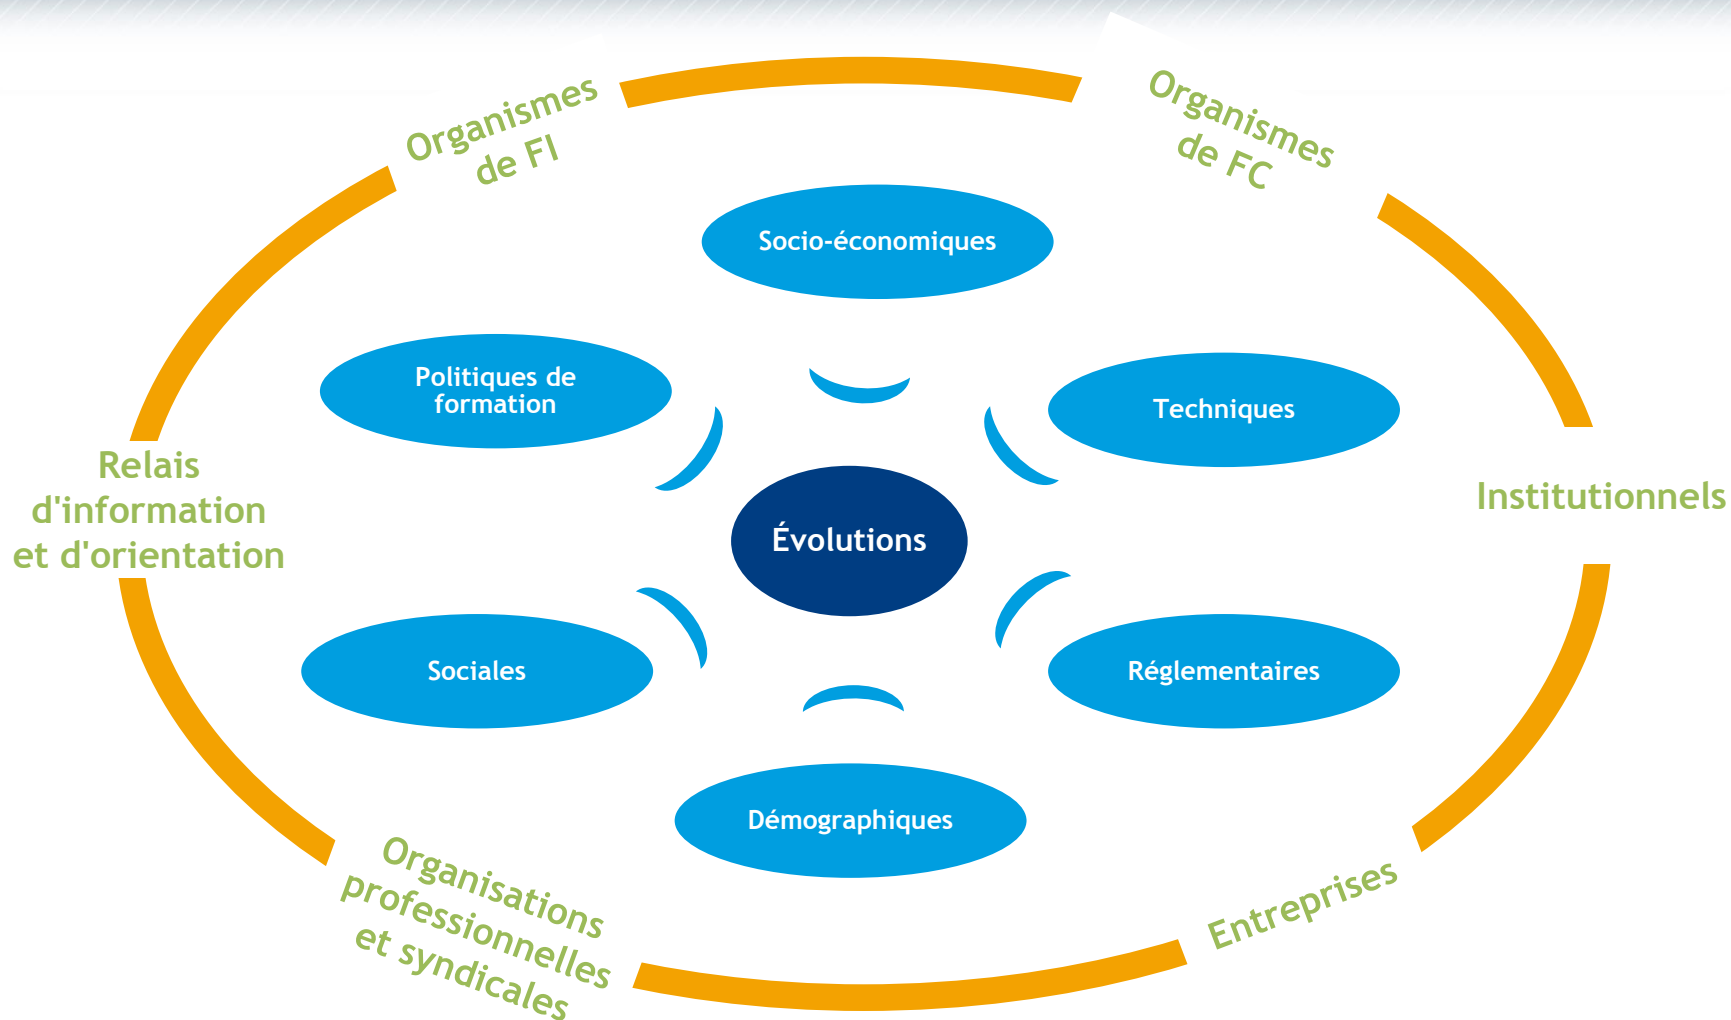 Organismes
de FI
Organismes
de FC
Socio-économiques
Politiques de
formation
Techniques
Relais
d'information
et d'orientation
Institutionnels
Évolutions
Sociales
Réglementaires
Démographiques
Organisations
professionnelles
et syndicales
Entreprises